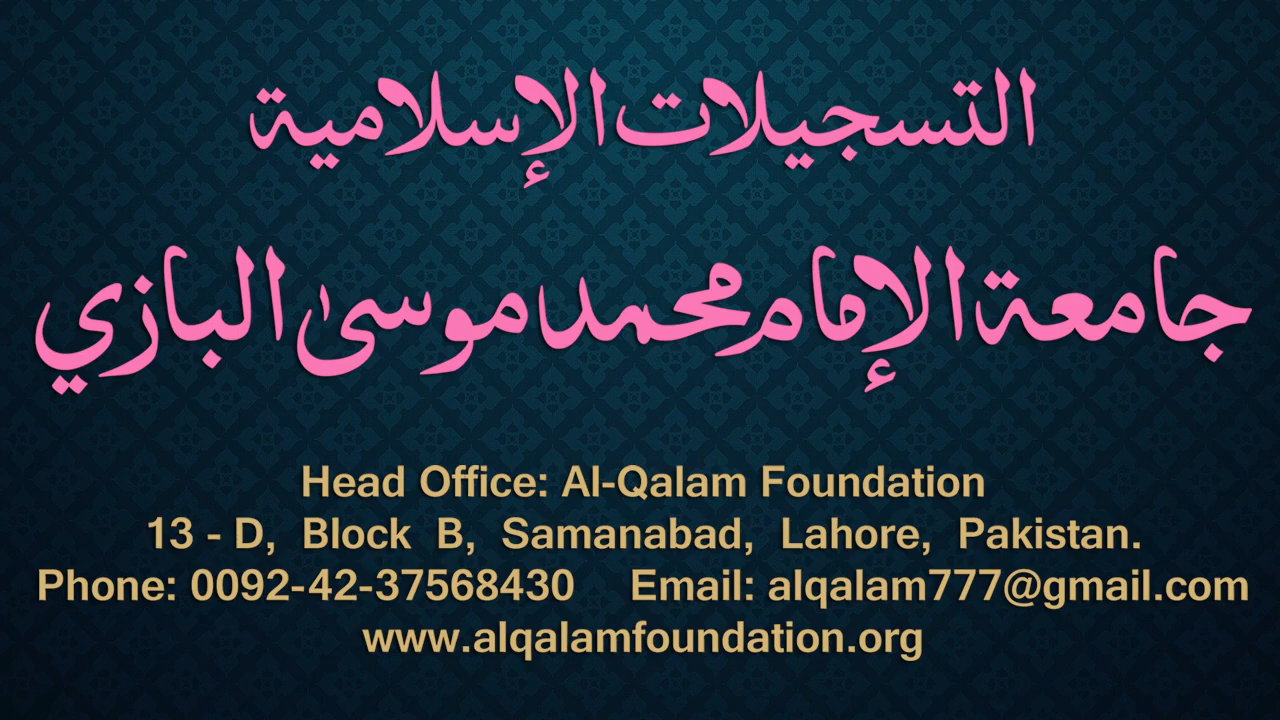 التسجيلات الإسلامية
جامعة الإمام محمد موسىٰ البازي
Head Office: Al-Qalam Foundation
13 - D, Block B, Samanabad, Lahore, Pakistan.
Phone: 0092-42-37568430 Email: alqalam777@gmail.com
www.alqalamfoundation.org